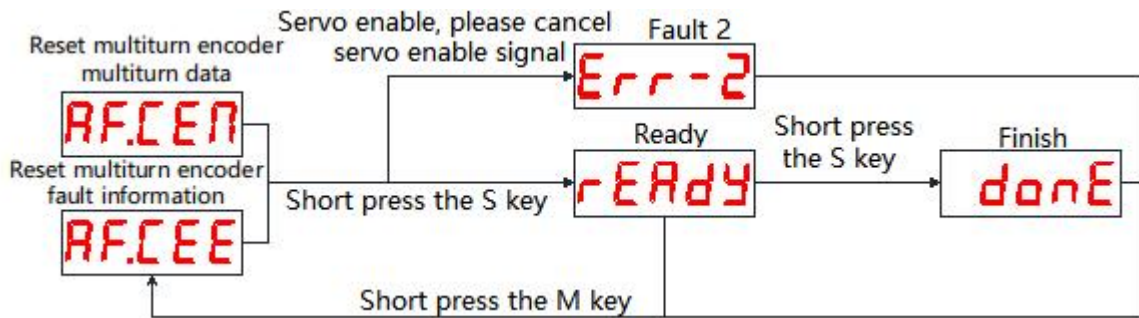 Reset multiturn encoder
multiturn data
AF.CEM
Reset multiturn encoder
fault information
AF.CEE
Servo enable, please cancel
servo enable signal
Fault 2
Err-2
Short press the S key
Ready
rEAdy
Short press
the S key
Finish
donE
Short press the M key